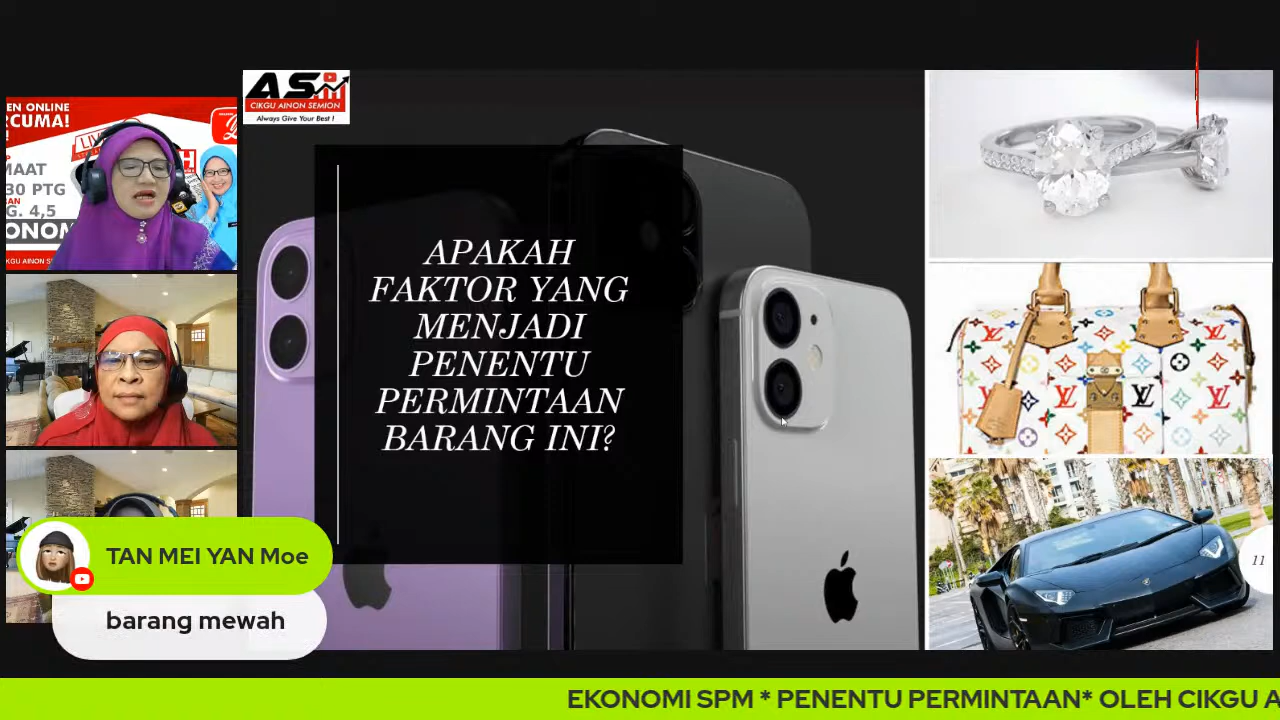 EN ONLINE
CUMA!
LIVE
MAAT
30 PTG
G. 4,5
ONOM
ASM
CIKGU AINON SEMION
Always Give Your Best !
APAKAH
FAKTOR YANG
MENJADI
PENENTU
PERMINTAAN
BARANG INI?
11
TAN MEI YAN Moe
barang mewah
EKONOMI SPM * PENENTU PERMINTAAN* OLEH CIKGU A